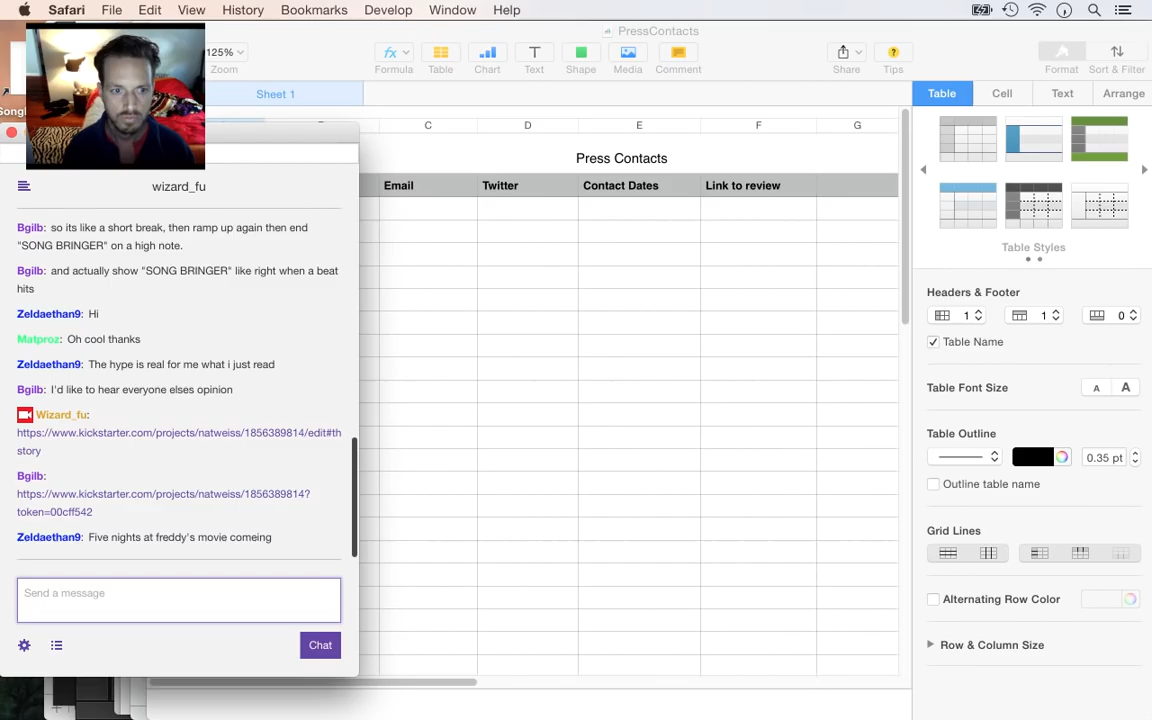 Safari File Edit View History Bookmarks Develop Window Help
PressContacts
125%
Zoom
Formula Table Chart Text Shape Media Comment Share Tips Format Sort & Filter
Sheet 1
Table Cell Text Arrange
C D E F G
Press Contacts
Email Twitter Contact Dates Link to review
wizard_fu
Bgilb: so its like a short break, then ramp up again then end
"SONG BRINGER" on a high note.
Bgilb: and actually show "SONG BRINGER" like right when a beat
hits
Zeldaethan9: Hi
Matproz: Oh cool thanks
Zeldaethan9: The hype is real for me what i just read
Bgilb: I'd like to hear everyone elses opinion
Wizard_fu:
https://www.kickstarter.com/projects/natweiss/1856389814/edit#th
story
Bgilb:
https://www.kickstarter.com/projects/natweiss/1856389814?
token=00cff542
Zeldaethan9: Five nights at freddy's movie comeing
Send a message
Chat
Table Styles
Headers & Footer
1 1 0
Table Name
Table Font Size
A A
Table Outline
0.35 pt
Outline table name
Grid Lines
Alternating Row Color
Row & Column Size